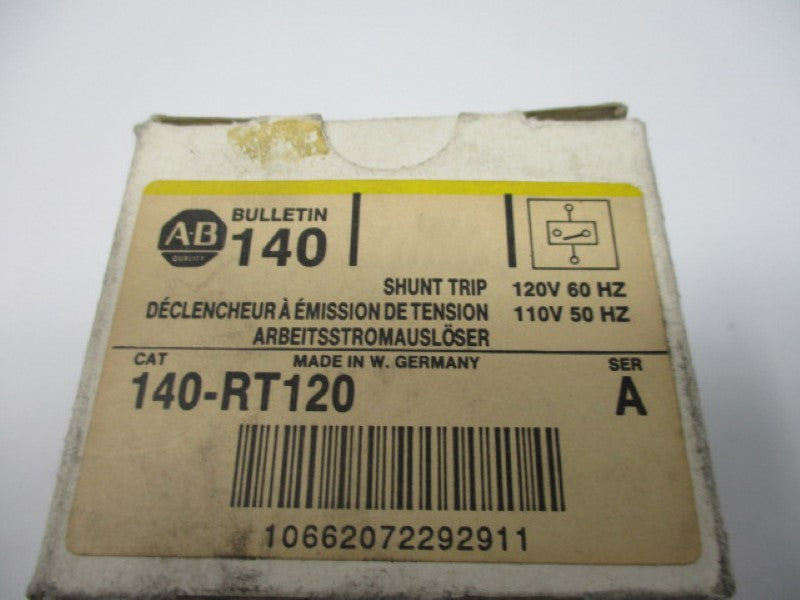 A-B
QUALITY
BULLETIN
140
SHUNT TRIP 120V 60 HZ
DÉCLENCHEUR À ÉMISSION DE TENSION 110V 50 HZ
ARBEITSSTROMAUSLÖSER
CAT MADE IN W. GERMANY SER
140-RT120 A
10662072292911